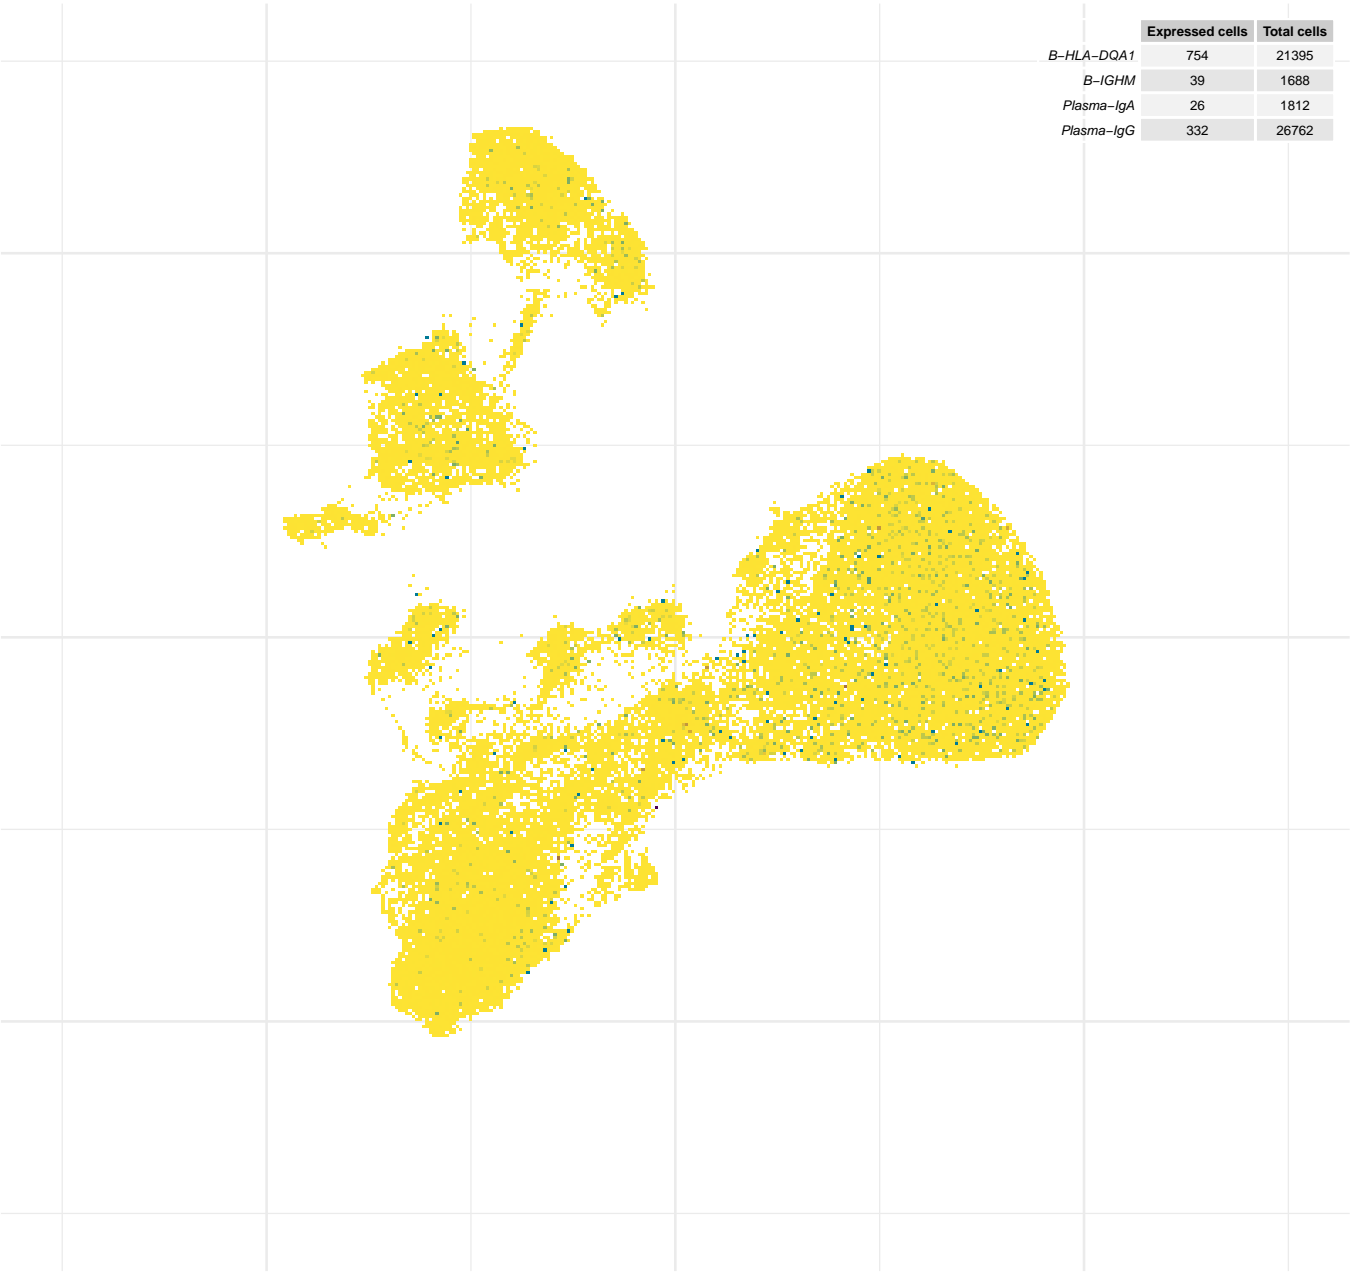 Expressed cells Total cells
B−HLA−DQA1 754 21395
B−IGHM 39 1688
Plasma−IgA 26 1812
Plasma−IgG 332 26762